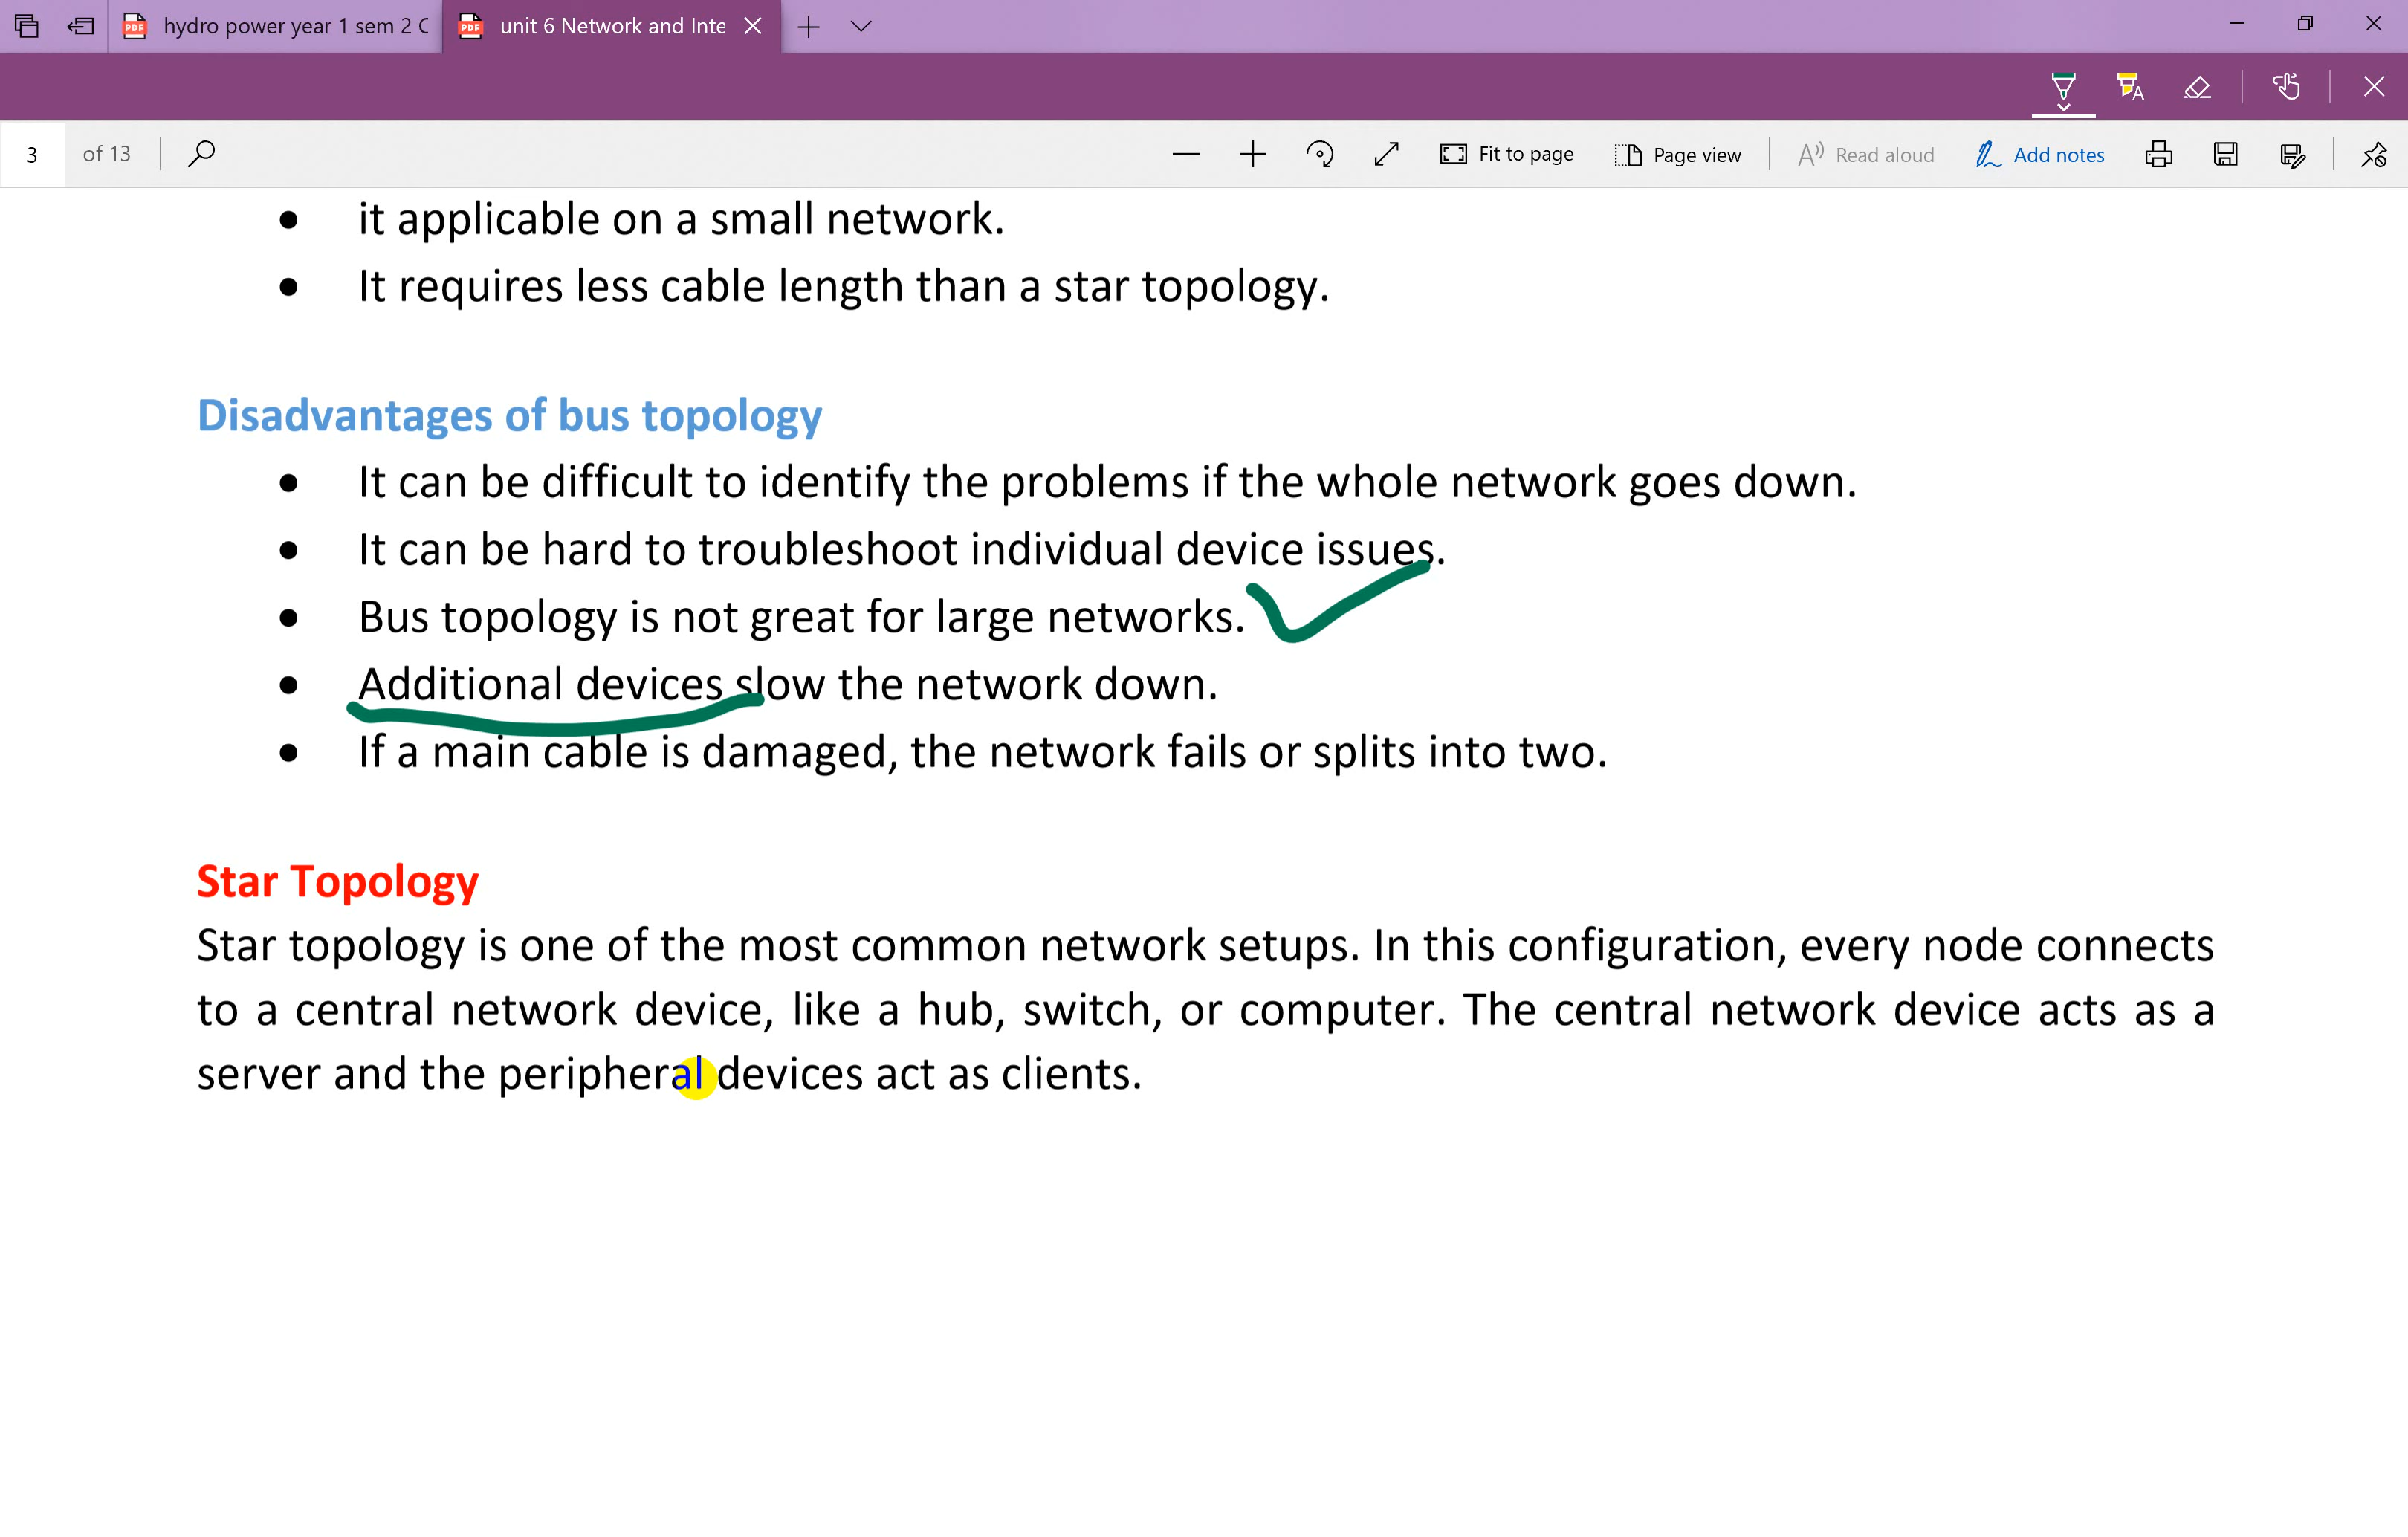 hydro power year 1 sem 2 C
unit 6 Network and Inte
3 of 13
Fit to page
Page view
Read aloud
Add notes
• it applicable on a small network.
• It requires less cable length than a star topology.
Disadvantages of bus topology
• It can be difficult to identify the problems if the whole network goes down.
• It can be hard to troubleshoot individual device issues.
• Bus topology is not great for large networks.
• Additional devices slow the network down.
• If a main cable is damaged, the network fails or splits into two.
Star Topology
Star topology is one of the most common network setups. In this configuration, every node connects
to a central network device, like a hub, switch, or computer. The central network device acts as a
server and the peripheral devices act as clients.